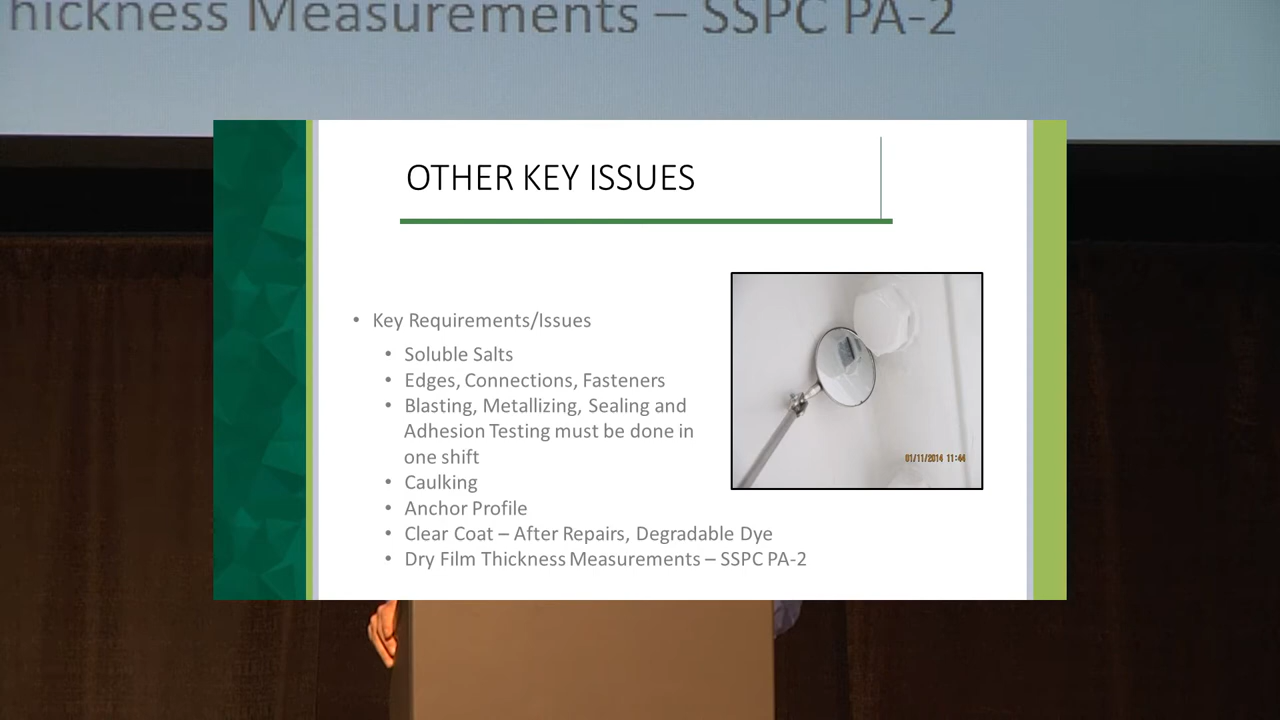 hickness Measurements – SSPC PA-2
OTHER KEY ISSUES
• Key Requirements/Issues
• Soluble Salts
• Edges, Connections, Fasteners
• Blasting, Metallizing, Sealing and
Adhesion Testing must be done in
one shift
• Caulking
• Anchor Profile
• Clear Coat – After Repairs, Degradable Dye
• Dry Film Thickness Measurements – SSPC PA-2
01/11/2014 11:44